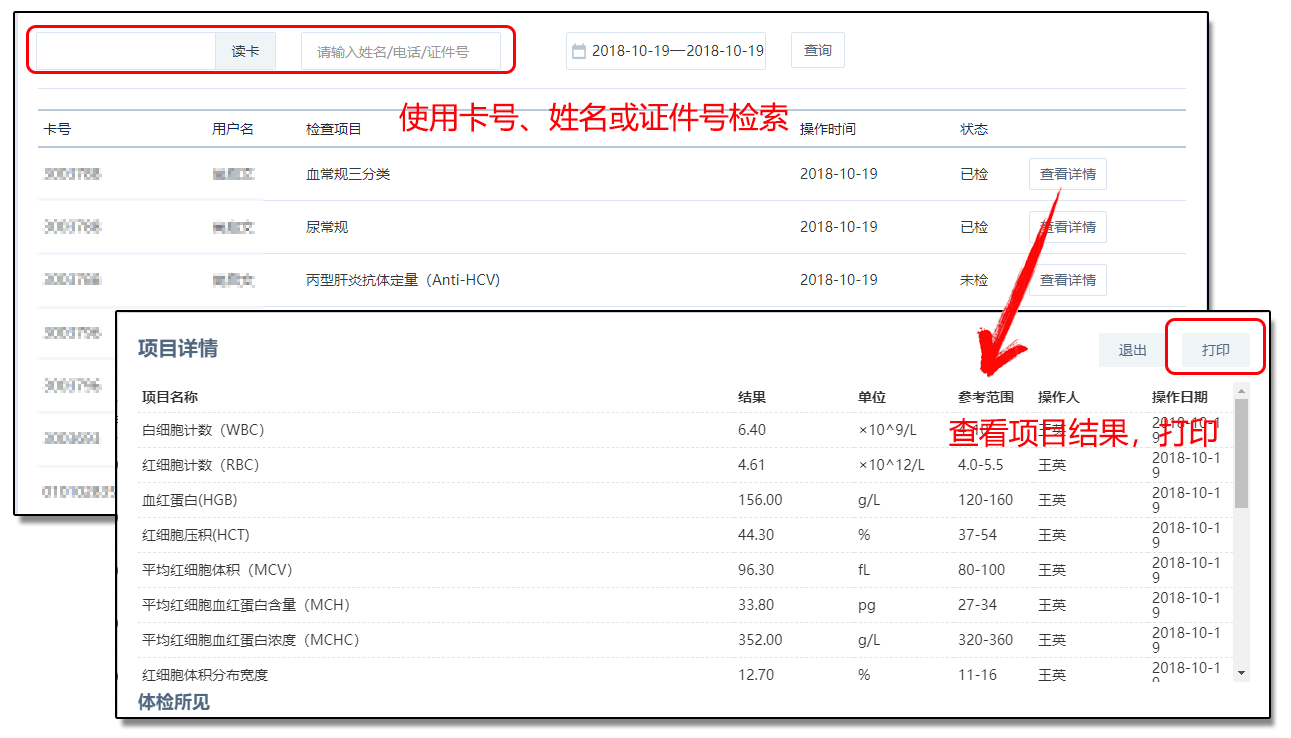 读卡 请输入姓名/电话/证件号 2018-10-19—2018-10-19 查询
使用卡号、姓名或证件号检索
卡号 用户名 检查项目 操作时间 状态
血常规三分类 2018-10-19 已检 查看详情
尿常规 2018-10-19 已检 查看详情
丙型肝炎抗体定量（Anti-HCV) 2018-10-19 未检 查看详情
项目详情 退出 打印
项目名称 结果 单位 参考范围 操作人 操作日期
查看项目结果，打印
白细胞计数（WBC） 6.40 ×10^9/L 2018-10-19
红细胞计数（RBC） 4.61 ×10^12/L 4.0-5.5 王英 2018-10-19
血红蛋白(HGB) 156.00 g/L 120-160 王英 2018-10-19
红细胞压积(HCT) 44.30 % 37-54 王英 2018-10-19
平均红细胞体积（MCV） 96.30 fL 80-100 王英 2018-10-19
平均红细胞血红蛋白含量（MCH） 33.80 pg 27-34 王英 2018-10-19
平均红细胞血红蛋白浓度（MCHC） 352.00 g/L 320-360 王英 2018-10-19
红细胞体积分布宽度 12.70 % 11-16 王英 2018-10-19
体检所见